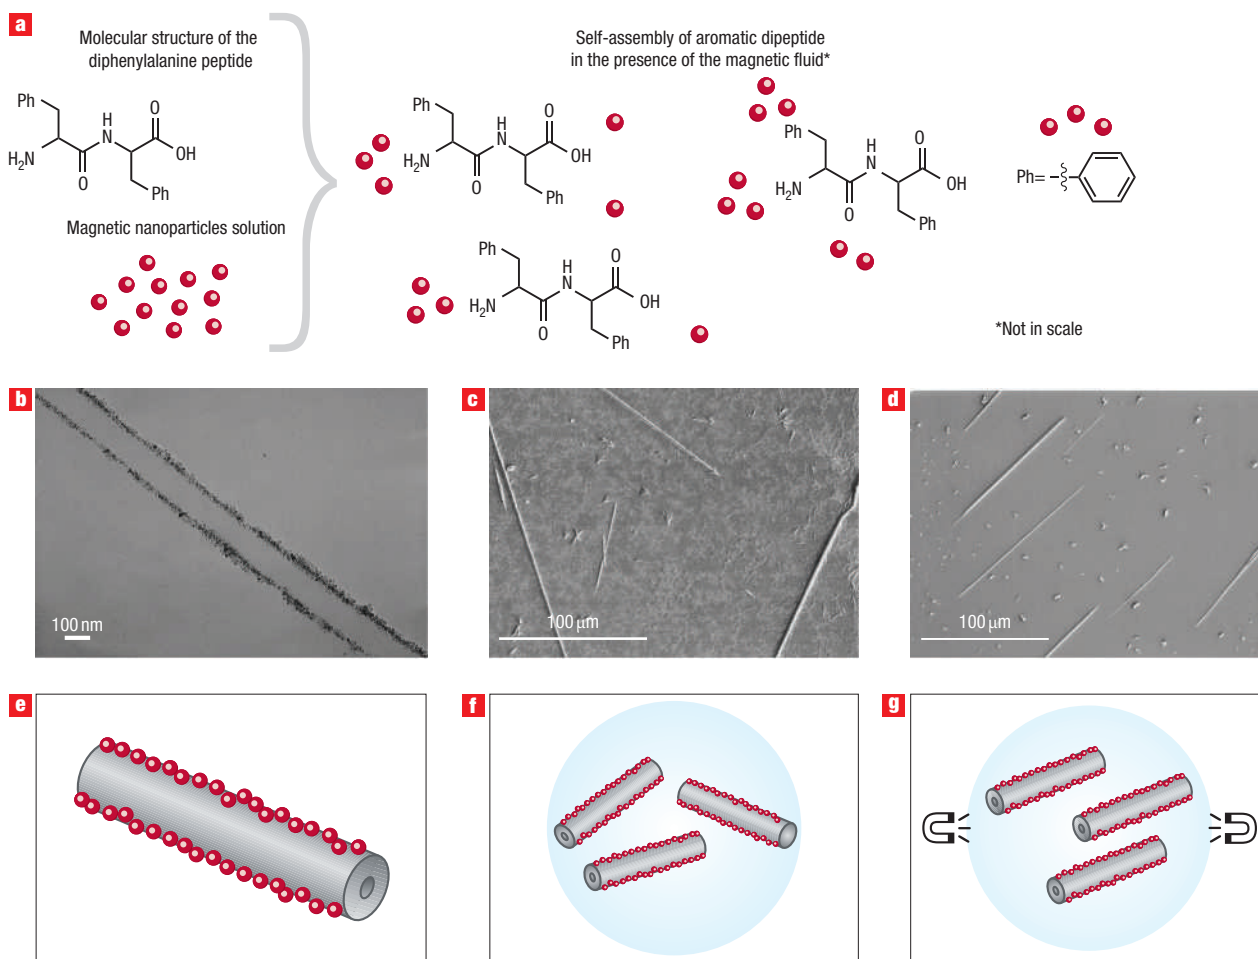 a
Molecular structure of the
diphenylalanine peptide
Ph
H
N
O
OH
H₂N
O
Ph
Magnetic nanoparticles solution
Self-assembly of aromatic dipeptide
in the presence of the magnetic fluid*
Ph
H
N
O
OH
H₂N
O
Ph
Ph
H
N
O
OH
H₂N
O
Ph
Ph
H
N
O
OH
H₂N
O
Ph
Ph=
*Not in scale
b
100 nm
c
100 μm
d
100 μm
e
f
g